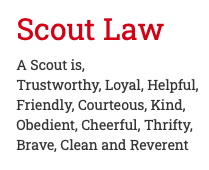 Scout Law
A Scout is,
Trustworthy, Loyal, Helpful,
Friendly, Courteous, Kind,
Obedient, Cheerful, Thrifty,
Brave, Clean and Reverent